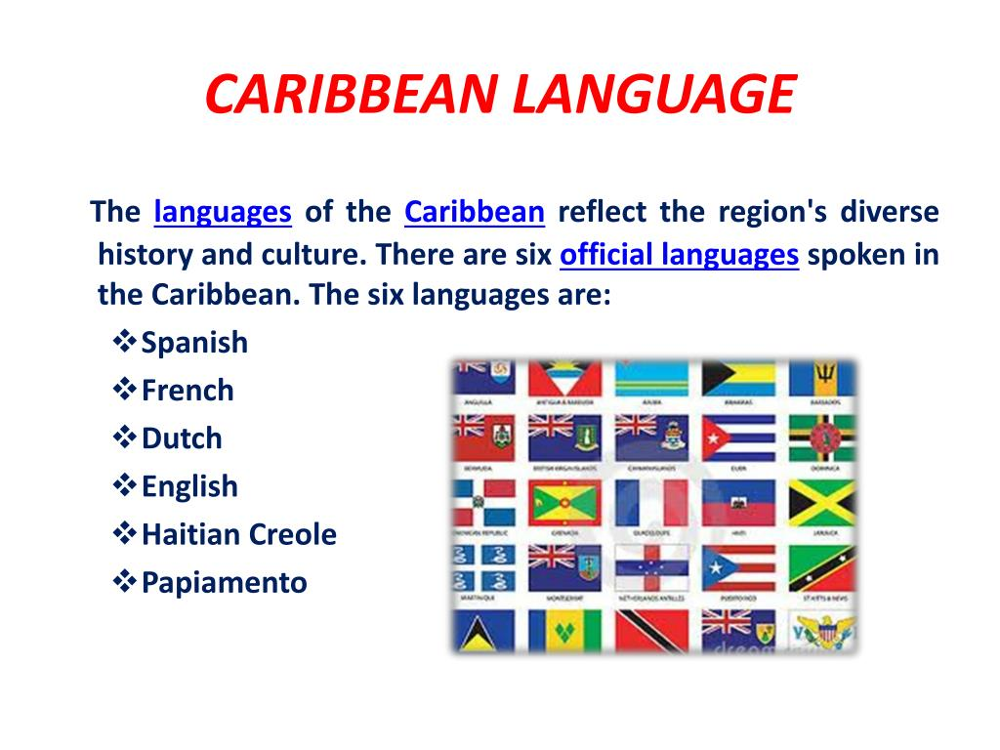 CARIBBEAN LANGUAGE
The languages of the Caribbean reflect the region's diverse
history and culture. There are six official languages spoken in
the Caribbean. The six languages are:
❖Spanish
❖French
❖Dutch
❖English
❖Haitian Creole
❖Papiamento
ANGUILLA ANTIGUA & BARBUDA ARUBA BAHAMAS BARBADOS
BERMUDA BRITISH VIRGIN ISLANDS CAYMAN ISLANDS CUBA DOMINICA
GRENADA GUADELOUPE HAITI JAMAICA
MARTINIQUE MONTSERRAT NETHERLANDS ANTILLES PUERTO RICO ST KITTS & NEVIS